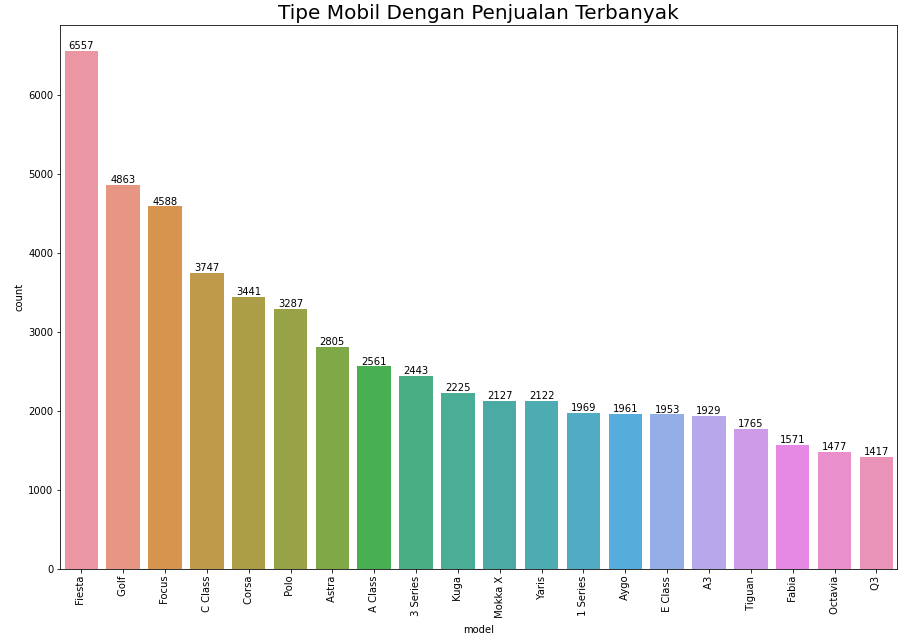 Tipe Mobil Dengan Penjualan Terbanyak
6557
4863
4588
3747
3441
3287
2805
2561
2443
2225
2127
2122
1969
1961
1953
1929
1765
1571
1477
1417
6000
5000
4000
3000
2000
1000
0
count
Fiesta
Golf
Focus
C Class
Corsa
Polo
Astra
A Class
3 Series
Kuga
Mokka X
Yaris
1 Series
Aygo
E Class
A3
Tiguan
Fabia
Octavia
Q3
model